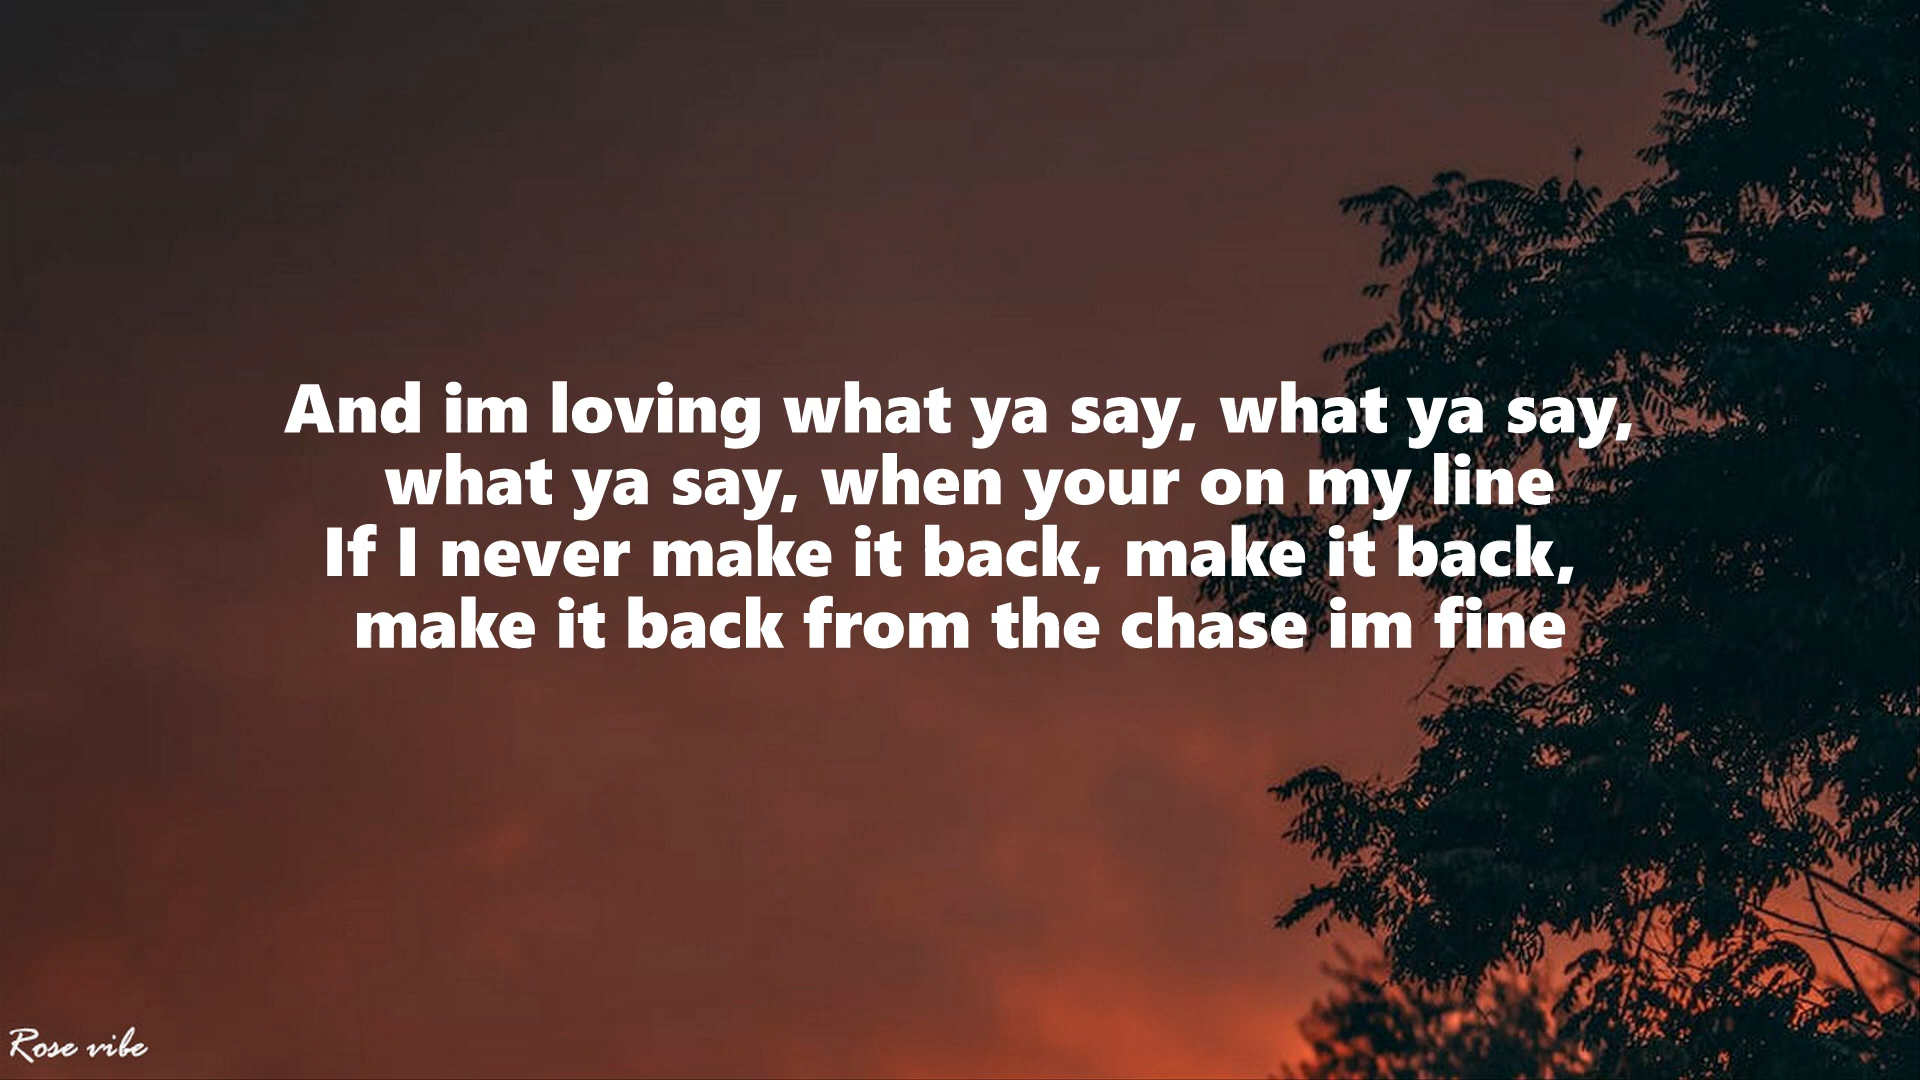 And im loving what ya say, what ya say,
what ya say, when your on my line
If I never make it back, make it back,
make it back from the chase im fine
Rose vibe